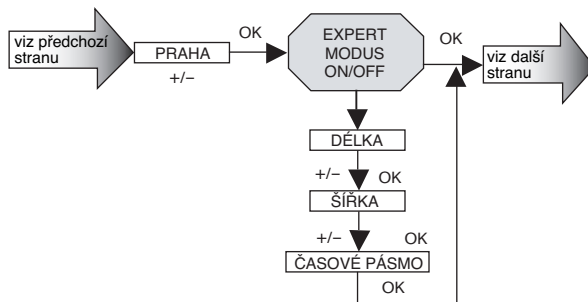 viz předchozí
stranu
PRAHA
+/–
OK
EXPERT
MODUS
ON/OFF
OK
viz další
stranu
DÉLKA
+/–
OK
ŠÍŘKA
+/–
OK
ČASOVÉ PÁSMO
OK